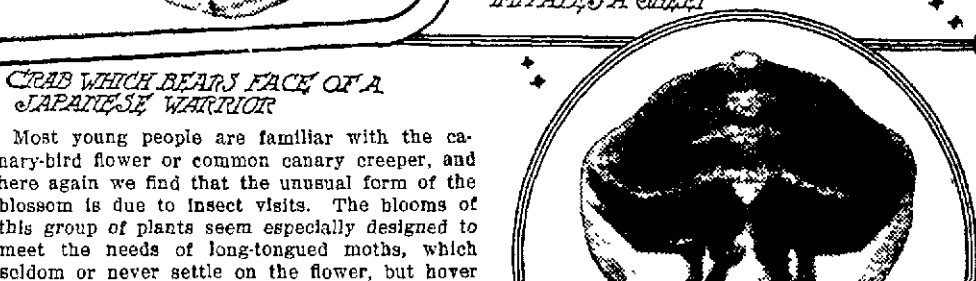 CRAB WHICH BEARS FACE OF A
JAPANESE WARRIOR
Most young people are familiar with the ca-
nary-bird flower or common canary creeper, and
here again we find that the unusual form of the
blossom is due to insect visits. The blooms of
this group of plants seem especially designed to
meet the needs of long-tongued moths, which
seldom or never settle on the flower, but hover